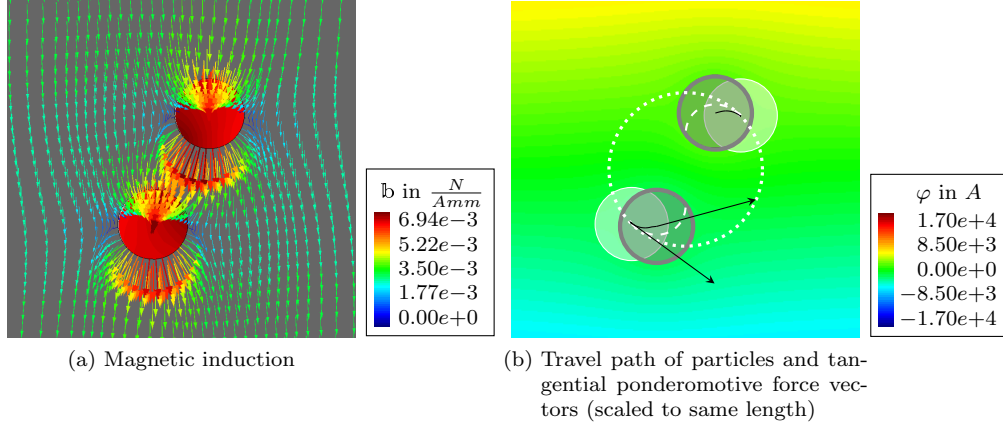 𝕓 in N/Amm
6.94e−3
5.22e−3
3.50e−3
1.77e−3
0.00e+0
(a) Magnetic induction
φ in A
1.70e+4
8.50e+3
0.00e+0
−8.50e+3
−1.70e+4
(b) Travel path of particles and tan-
gential ponderomotive force vec-
tors (scaled to same length)